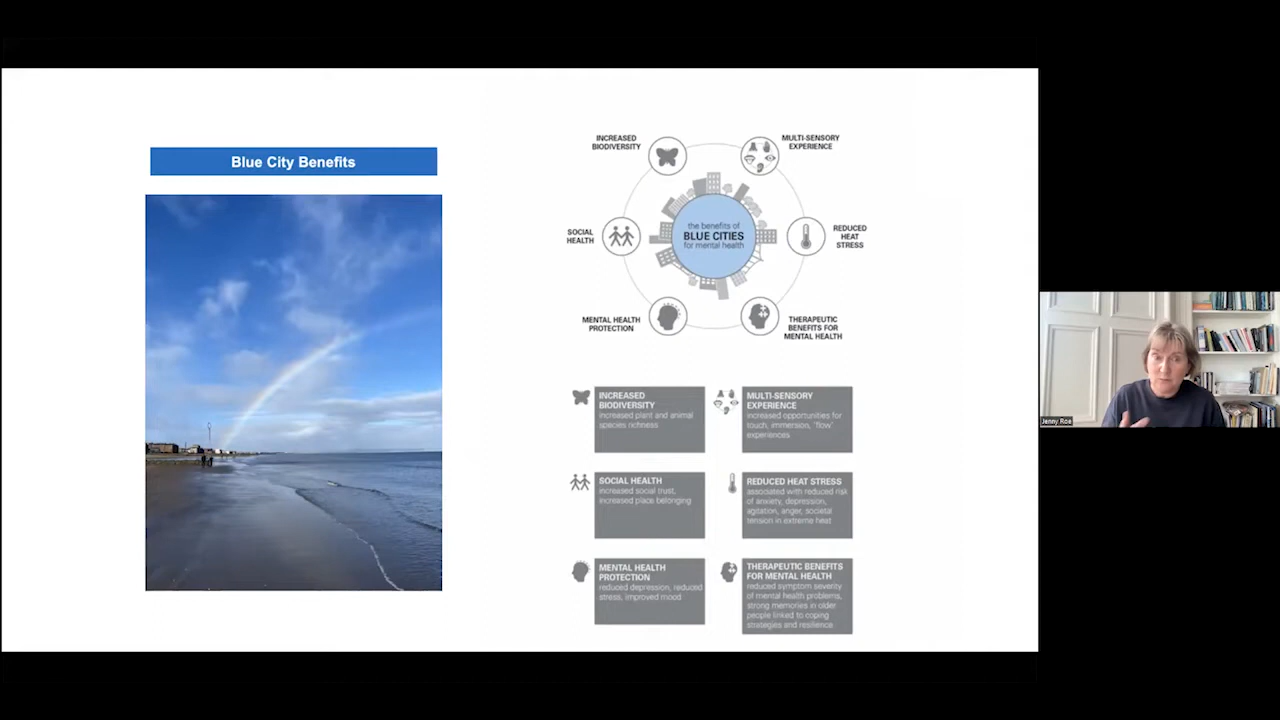 Blue City Benefits
INCREASED
BIODIVERSITY
MULTI-SENSORY
EXPERIENCE
SOCIAL
HEALTH
the benefits of
BLUE CITIES
for mental health
REDUCED
HEAT
STRESS
MENTAL HEALTH
PROTECTION
THERAPEUTIC
BENEFITS FOR
MENTAL HEALTH
INCREASED
BIODIVERSITY
increased plant and animal
species richness
MULTI-SENSORY
EXPERIENCE
increased opportunities for
touch, immersion, 'flow'
experiences
SOCIAL HEALTH
increased social trust,
increased place belonging
REDUCED HEAT STRESS
associated with reduced risk
of anxiety, depression,
agitation, anger, societal
tension in extreme heat
MENTAL HEALTH
PROTECTION
reduced depression, reduced
stress, improved mood
THERAPEUTIC BENEFITS
FOR MENTAL HEALTH
reduced symptom severity
of mental health problems,
strong memories in older
people linked to coping
strategies and resilience
Jenny Roe